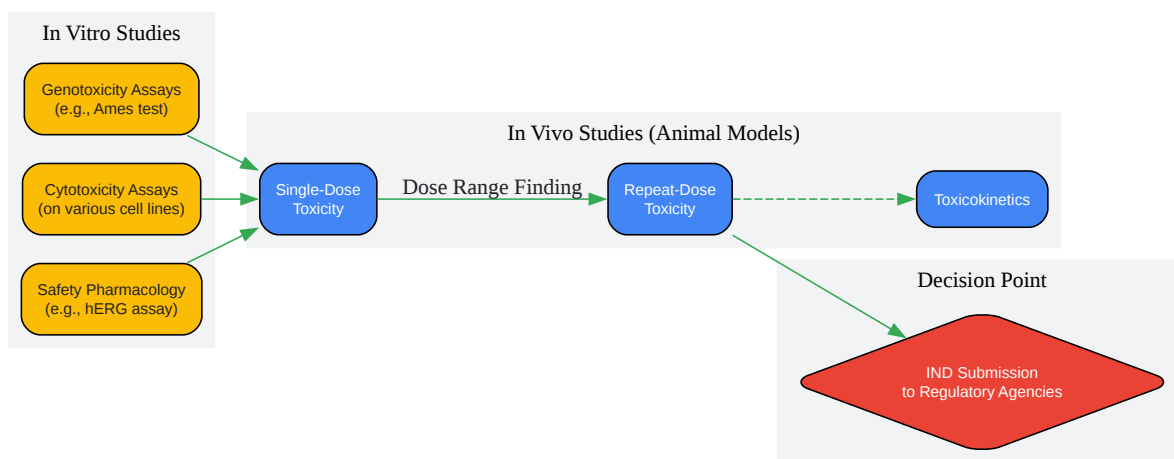 In Vitro Studies
Genotoxicity Assays
(e.g., Ames test)
Cytotoxicity Assays
(on various cell lines)
Safety Pharmacology
(e.g., hERG assay)
In Vivo Studies (Animal Models)
Single-Dose
Toxicity
Dose Range Finding
Repeat-Dose
Toxicity
Toxicokinetics
Decision Point
IND Submission
to Regulatory Agencies